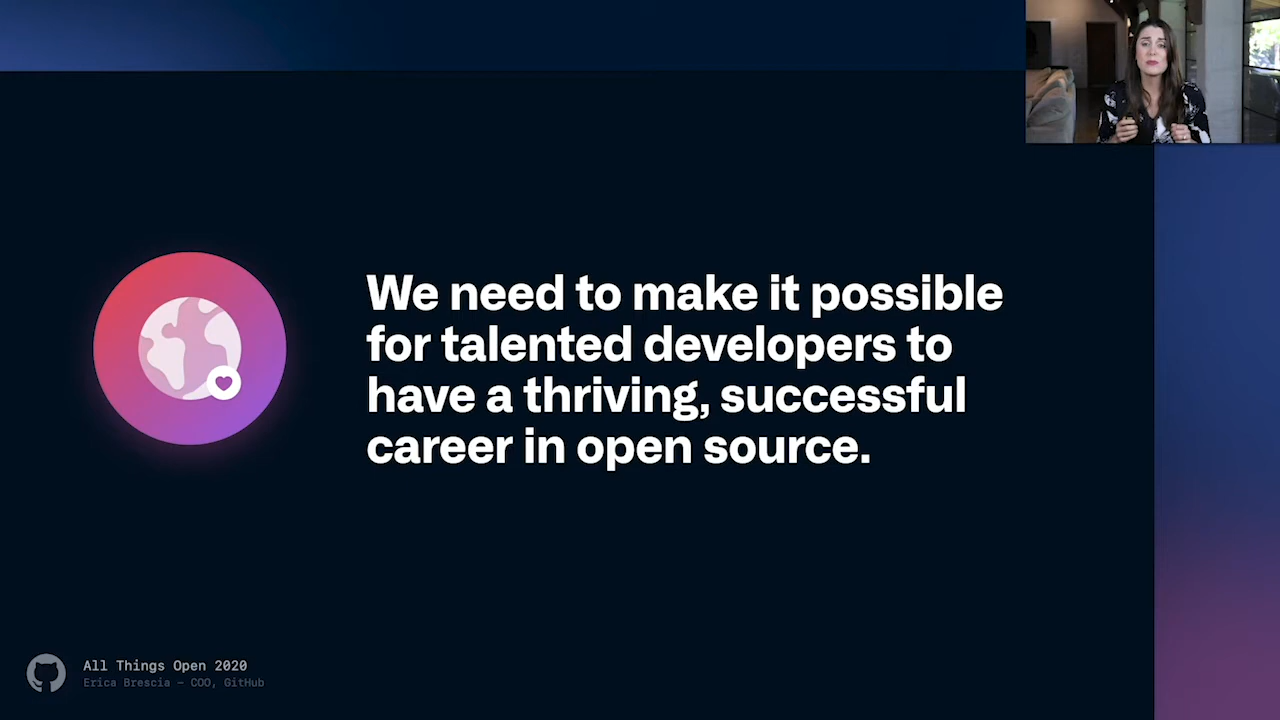 We need to make it possible
for talented developers to
have a thriving, successful
career in open source.
All Things Open 2020
Erica Brescia – COO, GitHub